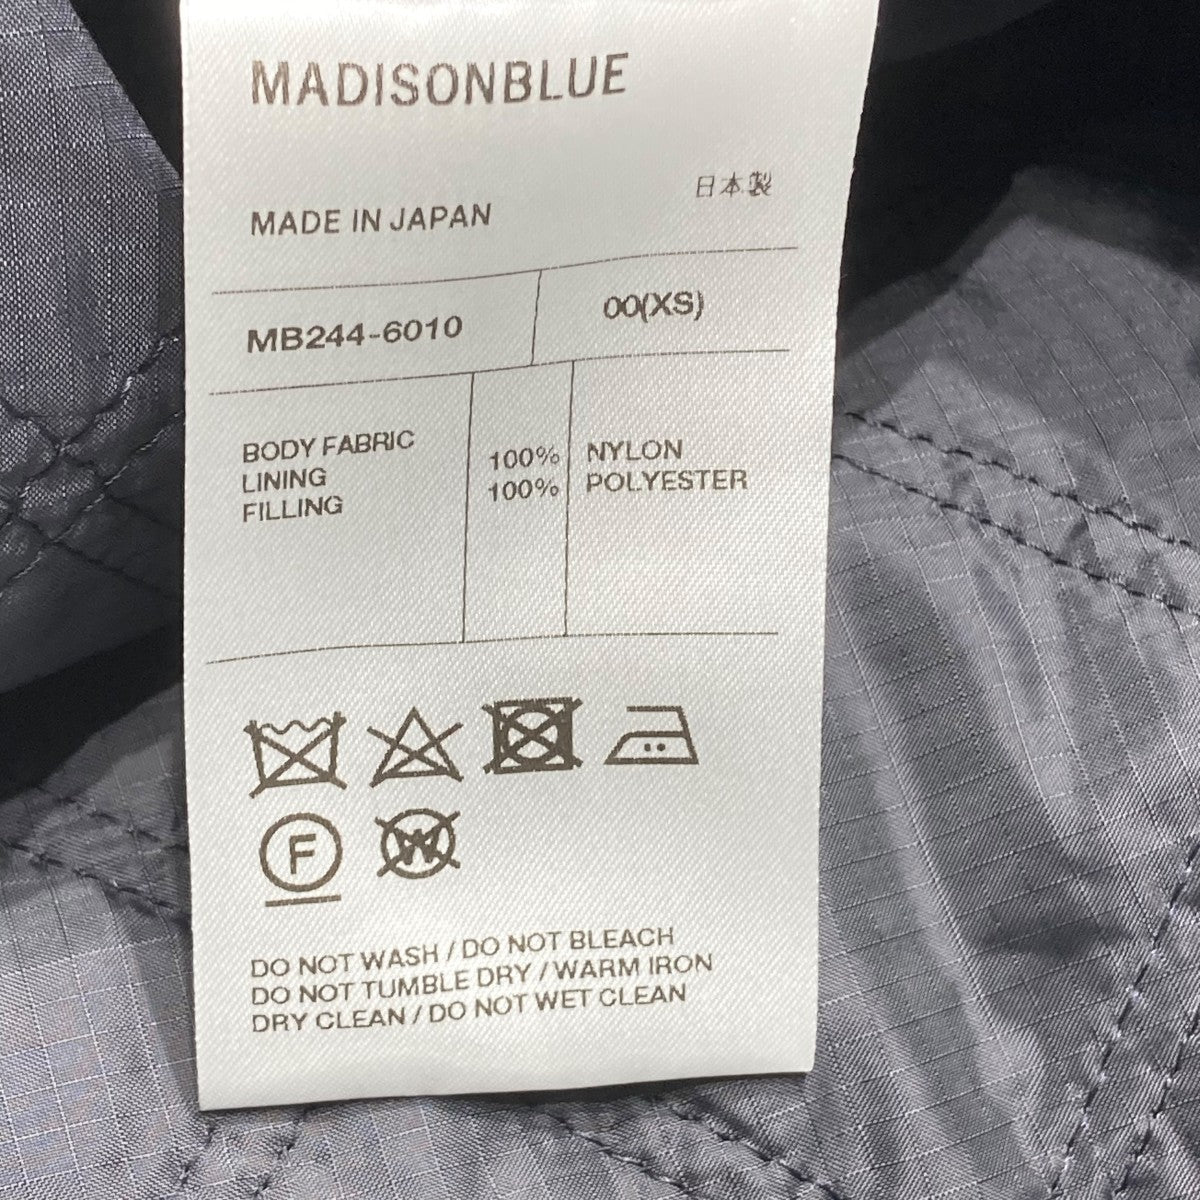 MADISONBLUE
日本製
MADE IN JAPAN
MB244-6010 00(XS)
BODY FABRIC
LINING 100% NYLON
FILLING 100% POLYESTER
F W
DO NOT WASH / DO NOT BLEACH
DO NOT TUMBLE DRY / WARM IRON
DRY CLEAN / DO NOT WET CLEAN